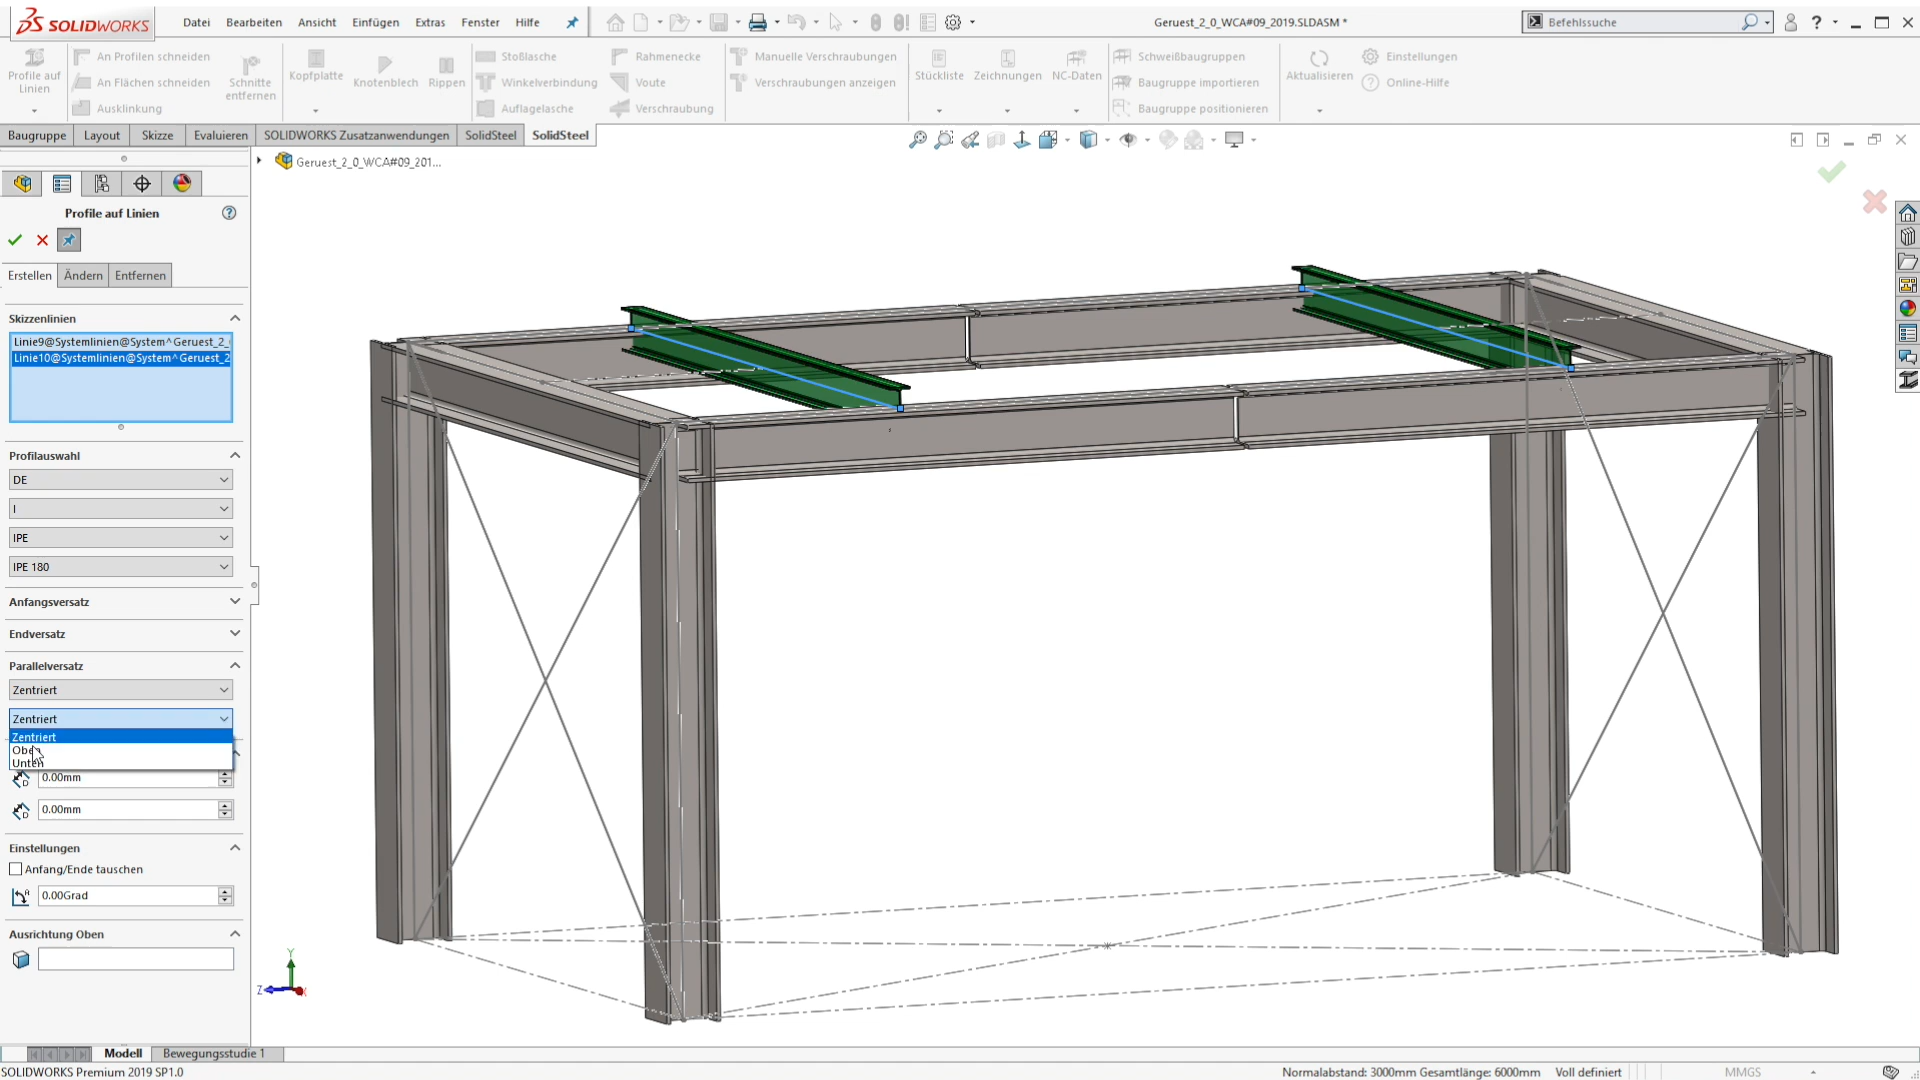 SOLIDWORKS
Datei Bearbeiten Ansicht Einfügen Extras Fenster Hilfe
Geruest_2_0_WCA#09_2019.SLDASM *
Befehlssuche
?
Profile auf Linien
An Profilen schneiden
An Flächen schneiden
Ausklinkung
Schnitte entfernen
Kopfplatte
Knotenblech
Rippen
Stoßlasche
Winkelverbindung
Auflagelasche
Rahmenecke
Voute
Verschraubung
Manuelle Verschraubungen
Verschraubungen anzeigen
Stückliste
Zeichnungen
NC-Daten
Schweißbaugruppen
Baugruppe importieren
Baugruppe positionieren
Aktualisieren
Einstellungen
Online-Hilfe
Baugruppe Layout Skizze Evaluieren SOLIDWORKS Zusatzanwendungen SolidSteel SolidSteel
Geruest_2_0_WCA#09_201...
Profile auf Linien
Erstellen Ändern Entfernen
Skizzenlinien
Linie9@Systemlinien@System^Geruest_2_
Linie10@Systemlinien@System^Geruest_2
Profilauswahl
DE
I
IPE
IPE 180
Anfangsversatz
Endversatz
Parallelversatz
Zentriert
Zentriert
Zentriert
Oben
Unten
0.00mm
0.00mm
Einstellungen
Anfang/Ende tauschen
0.00Grad
Ausrichtung Oben
Y
Z
Modell Bewegungsstudie 1
SOLIDWORKS Premium 2019 SP1.0
Normalabstand: 3000mm Gesamtlänge: 6000mm Voll definiert MMGS